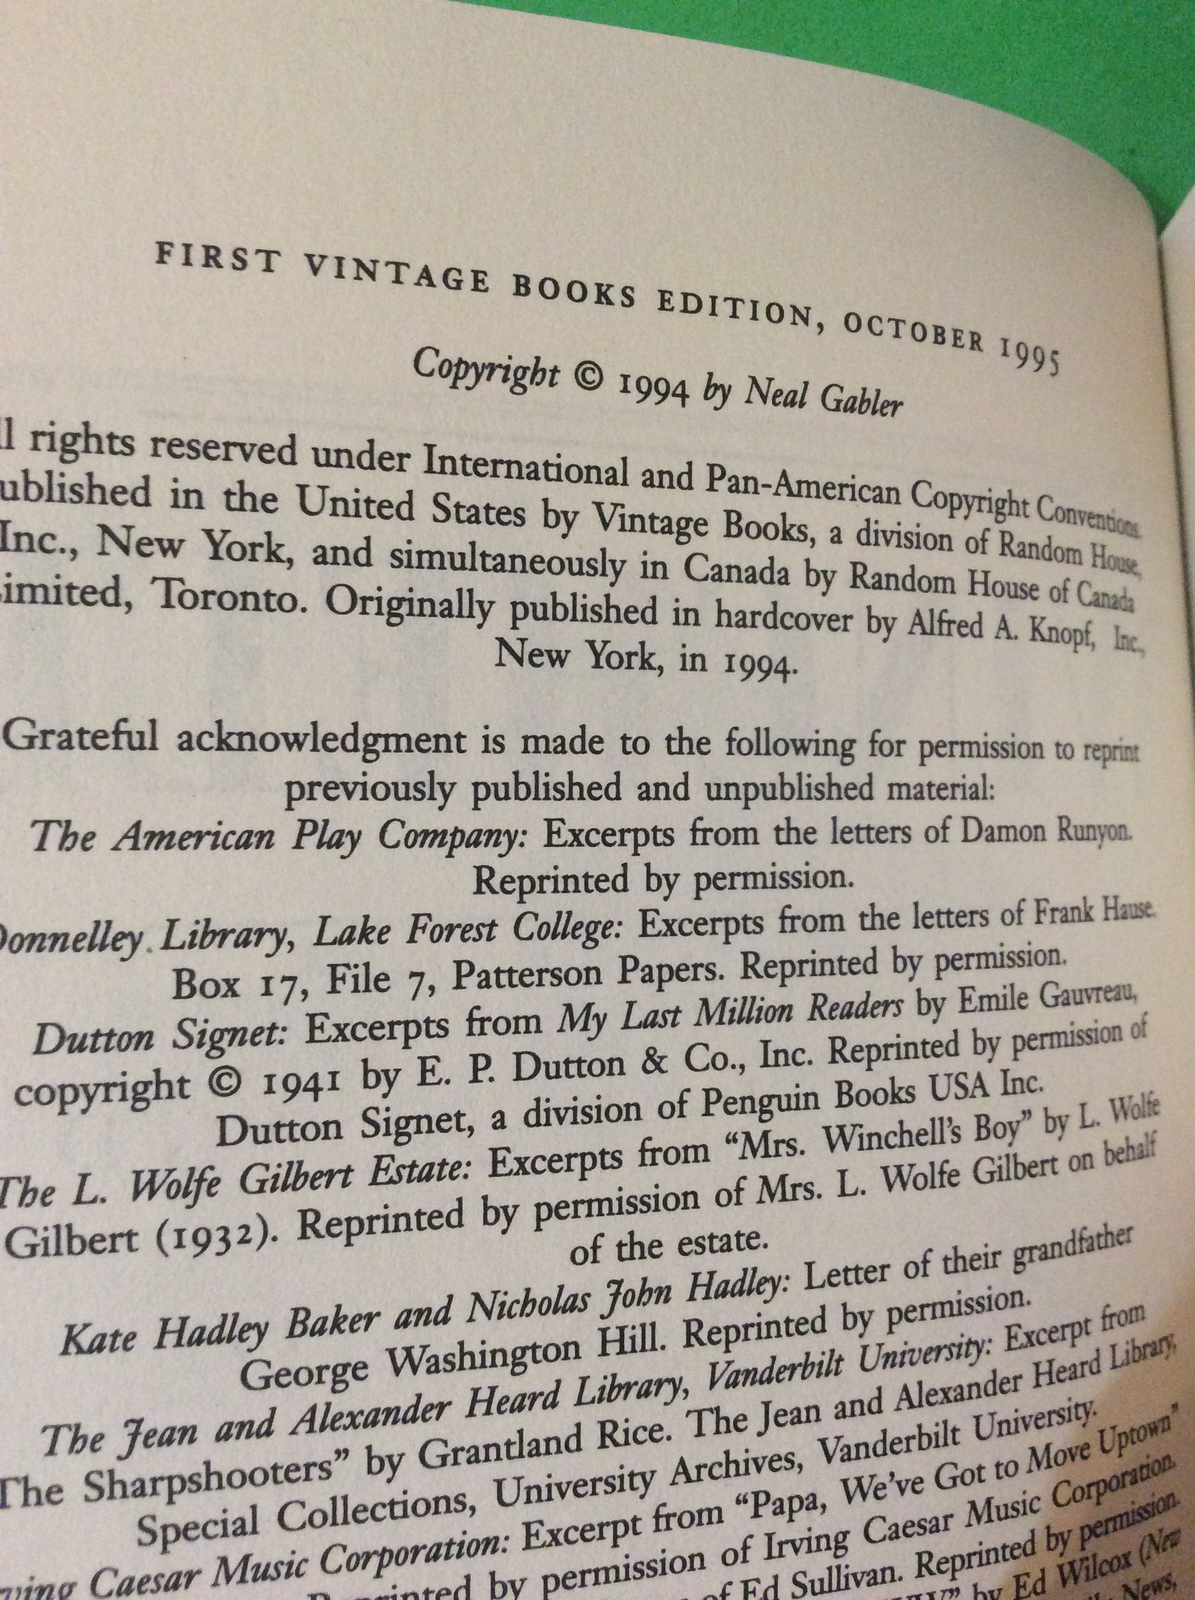 FIRST VINTAGE BOOKS EDITION, OCTOBER 1995
Copyright © 1994 by Neal Gabler
ll rights reserved under International and Pan-American Copyright Conventions.
ublished in the United States by Vintage Books, a division of Random House,
Inc., New York, and simultaneously in Canada by Random House of Canada
imited, Toronto. Originally published in hardcover by Alfred A. Knopf, Inc.,
New York, in 1994.
Grateful acknowledgment is made to the following for permission to reprint
previously published and unpublished material:
The American Play Company: Excerpts from the letters of Damon Runyon.
Reprinted by permission.
Donnelley Library, Lake Forest College: Excerpts from the letters of Frank Hause.
Box 17, File 7, Patterson Papers. Reprinted by permission.
Dutton Signet: Excerpts from My Last Million Readers by Emile Gauvreau,
copyright © 1941 by E. P. Dutton & Co., Inc. Reprinted by permission of
Dutton Signet, a division of Penguin Books USA Inc.
The L. Wolfe Gilbert Estate: Excerpts from "Mrs. Winchell's Boy" by L. Wolfe
Gilbert (1932). Reprinted by permission of Mrs. L. Wolfe Gilbert on behalf
of the estate.
Kate Hadley Baker and Nicholas John Hadley: Letter of their grandfather
George Washington Hill. Reprinted by permission.
The Jean and Alexander Heard Library, Vanderbilt University: Excerpt from
The Sharpshooters" by Grantland Rice. The Jean and Alexander Heard Library,
Special Collections, University Archives, Vanderbilt University.
ving Caesar Music Corporation: Excerpt from "Papa, We've Got to Move Uptown"
by permission of Irving Caesar Music Corporation.
of Ed Sullivan. Reprinted by permission.
by Ed Wilcox (New
News,